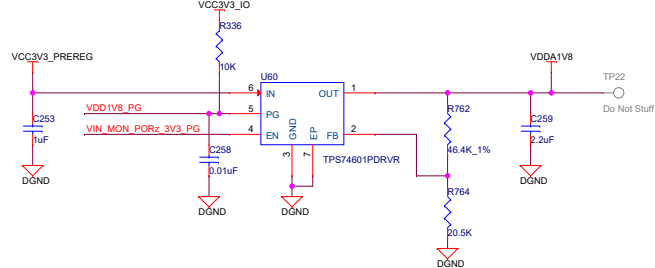 VCC3V3_IO
R336
10K
VCC3V3_PREREG
VDDA1V8
TP22
Do Not Stuff
U60
6
IN
OUT
1
VDD1V8_PG
5
PG
VIN_MON_PORz_3V3_PG
4
EN
FB
2
GND
EP
3
7
TPS74601PDRVR
C253
1uF
DGND
C258
0.01uF
DGND
DGND
R762
46.4K_1%
C259
2.2uF
DGND
R764
20.5K
DGND